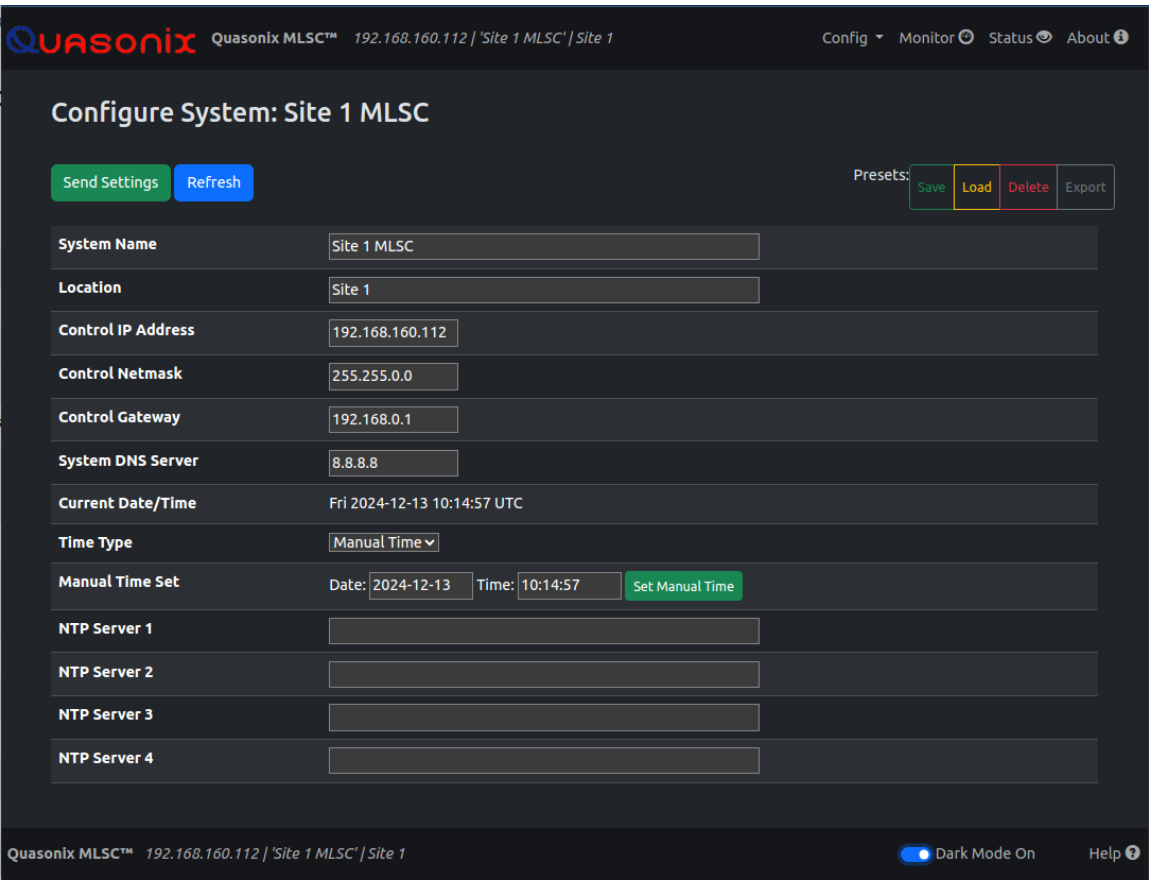 Quasonix Quasonix MLSC™ 192.168.160.112 | 'Site 1 MLSC' | Site 1 Config Monitor Status About
Configure System: Site 1 MLSC
Send Settings Refresh Presets: Save Load Delete Export
System Name Site 1 MLSC
Location Site 1
Control IP Address 192.168.160.112
Control Netmask 255.255.0.0
Control Gateway 192.168.0.1
System DNS Server 8.8.8.8
Current Date/Time Fri 2024-12-13 10:14:57 UTC
Time Type Manual Time
Manual Time Set Date: 2024-12-13 Time: 10:14:57 Set Manual Time
NTP Server 1
NTP Server 2
NTP Server 3
NTP Server 4
Quasonix MLSC™ 192.168.160.112 | 'Site 1 MLSC' | Site 1 Dark Mode On Help